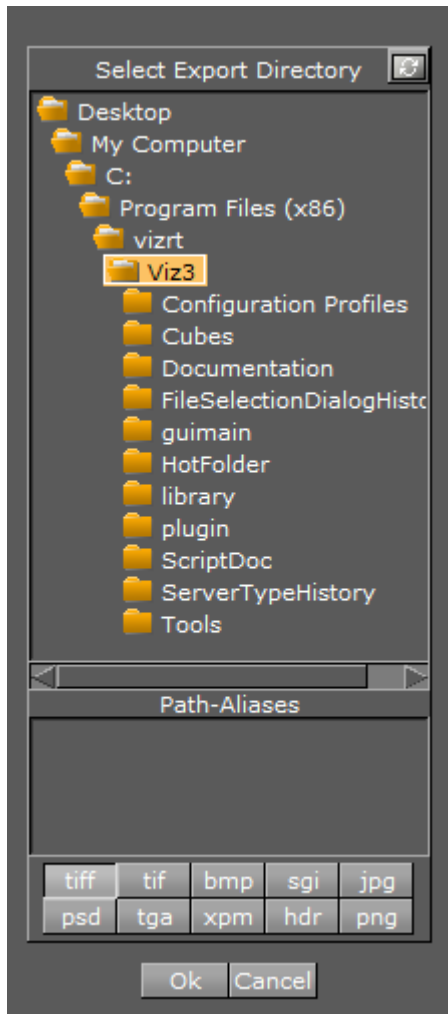 Select Export Directory
Desktop
My Computer
C:
Program Files (x86)
vizrt
Viz3
Configuration Profiles
Cubes
Documentation
FileSelectionDialogHisto
guimain
HotFolder
library
plugin
ScriptDoc
ServerTypeHistory
Tools
Path-Aliases
tiff tif bmp sgi jpg
psd tga xpm hdr png
Ok Cancel